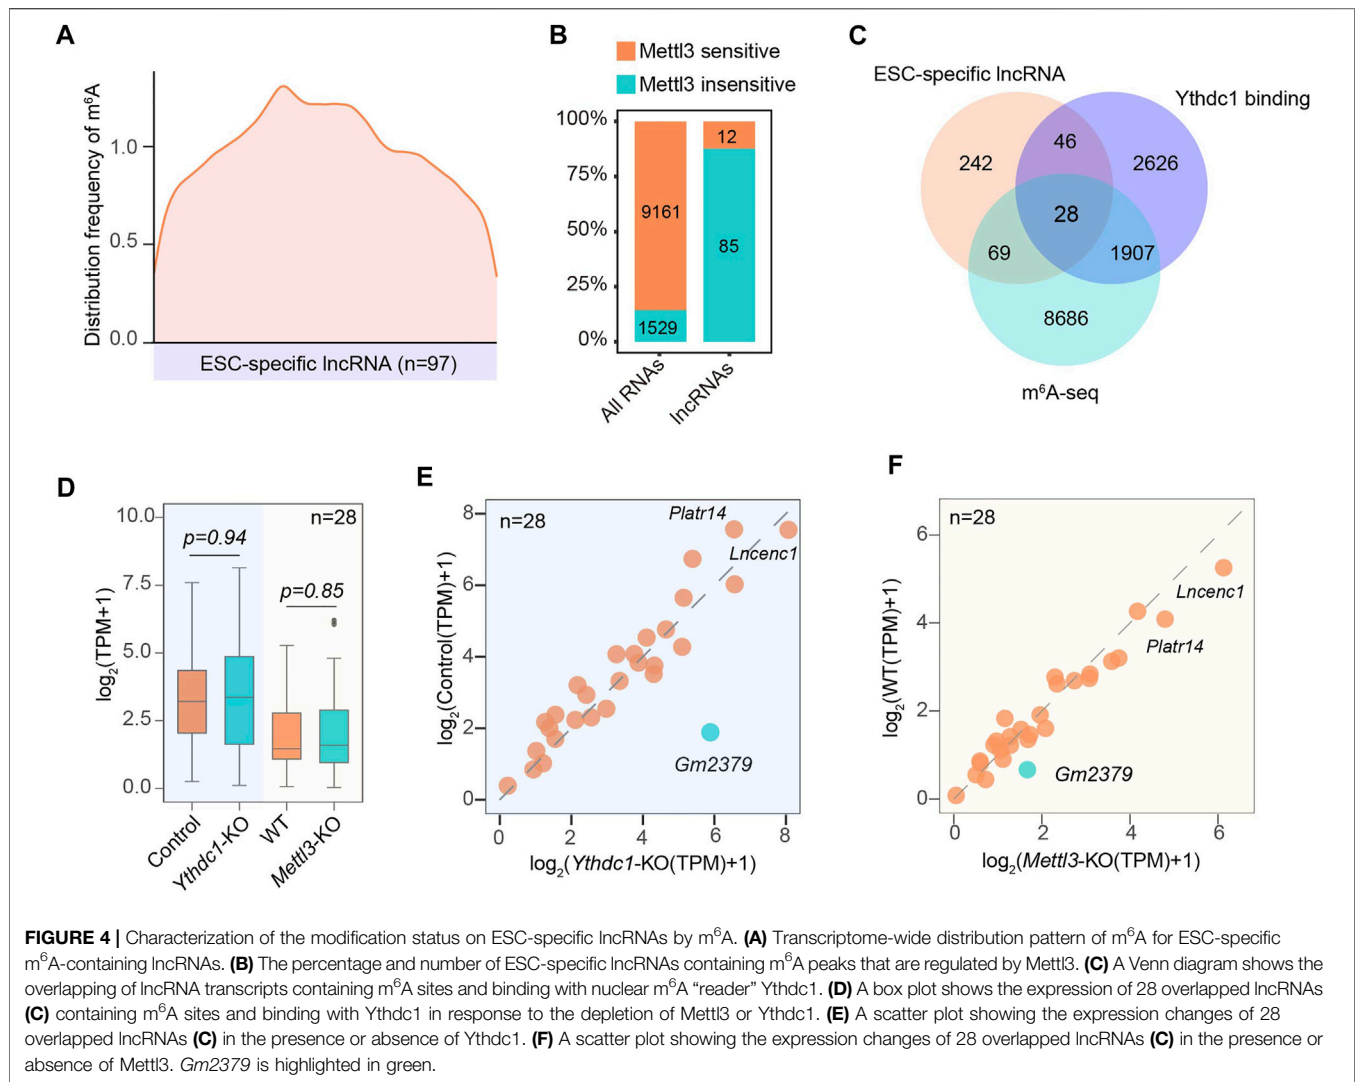 A
Distribution frequency of m⁶A
1.0
0.5
0.0
ESC-specific lncRNA (n=97)
B
Mettl3 sensitive
Mettl3 insensitive
100%
75%
50%
25%
0%
12
9161
85
1529
All RNAs
lncRNAs
C
ESC-specific lncRNA
Ythdc1 binding
46
242
2626
28
69
1907
8686
m⁶A-seq
D
log₂(TPM+1)
10.0
7.5
5.0
2.5
0.0
n=28
p=0.94
p=0.85
Control
Ythdc1-KO
WT
Mettl3-KO
E
log₂(Control(TPM)+1)
8
6
4
2
0
n=28
Platr14
Lncenc1
Gm2379
0 2 4 6 8
log₂(Ythdc1-KO(TPM)+1)
F
log₂(WT(TPM)+1)
6
4
2
0
n=28
Lncenc1
Platr14
Gm2379
0 2 4 6
log₂(Mettl3-KO(TPM)+1)
FIGURE 4 | Characterization of the modification status on ESC-specific lncRNAs by m⁶A. (A) Transcriptome-wide distribution pattern of m⁶A for ESC-specific
m⁶A-containing lncRNAs. (B) The percentage and number of ESC-specific lncRNAs containing m⁶A peaks that are regulated by Mettl3. (C) A Venn diagram shows the
overlapping of lncRNA transcripts containing m⁶A sites and binding with nuclear m⁶A “reader” Ythdc1. (D) A box plot shows the expression of 28 overlapped lncRNAs
(C) containing m⁶A sites and binding with Ythdc1 in response to the depletion of Mettl3 or Ythdc1. (E) A scatter plot showing the expression changes of 28
overlapped lncRNAs (C) in the presence or absence of Ythdc1. (F) A scatter plot showing the expression changes of 28 overlapped lncRNAs (C) in the presence or
absence of Mettl3. Gm2379 is highlighted in green.